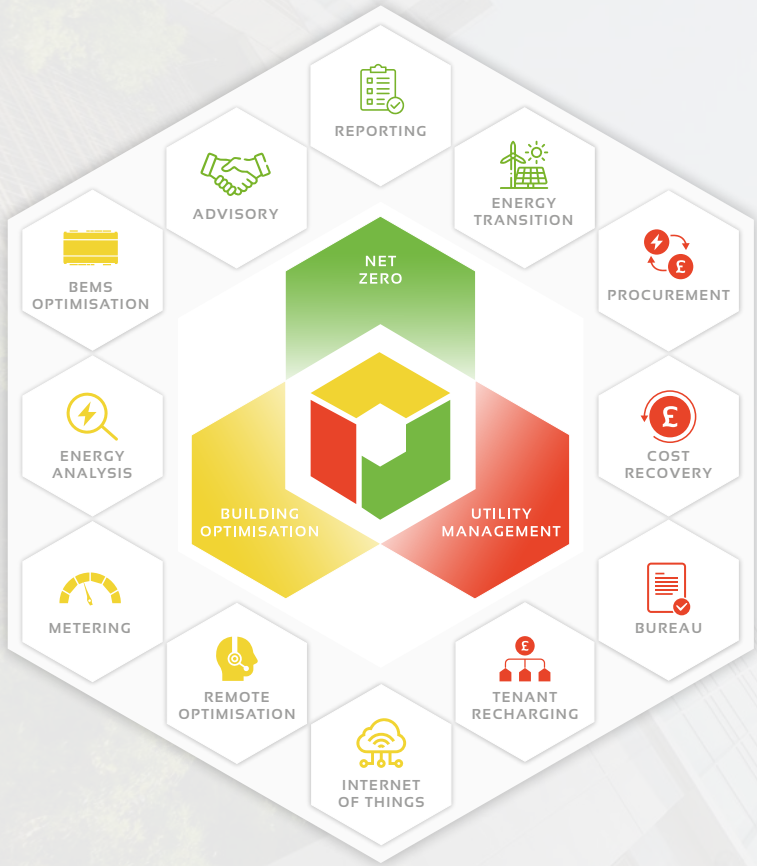 REPORTING
ADVISORY
ENERGY
TRANSITION
BEMS
OPTIMISATION
NET
ZERO
PROCUREMENT
£
ENERGY
ANALYSIS
£
COST
RECOVERY
BUILDING
OPTIMISATION
UTILITY
MANAGEMENT
METERING
BUREAU
REMOTE
OPTIMISATION
£
TENANT
RECHARGING
INTERNET
OF THINGS